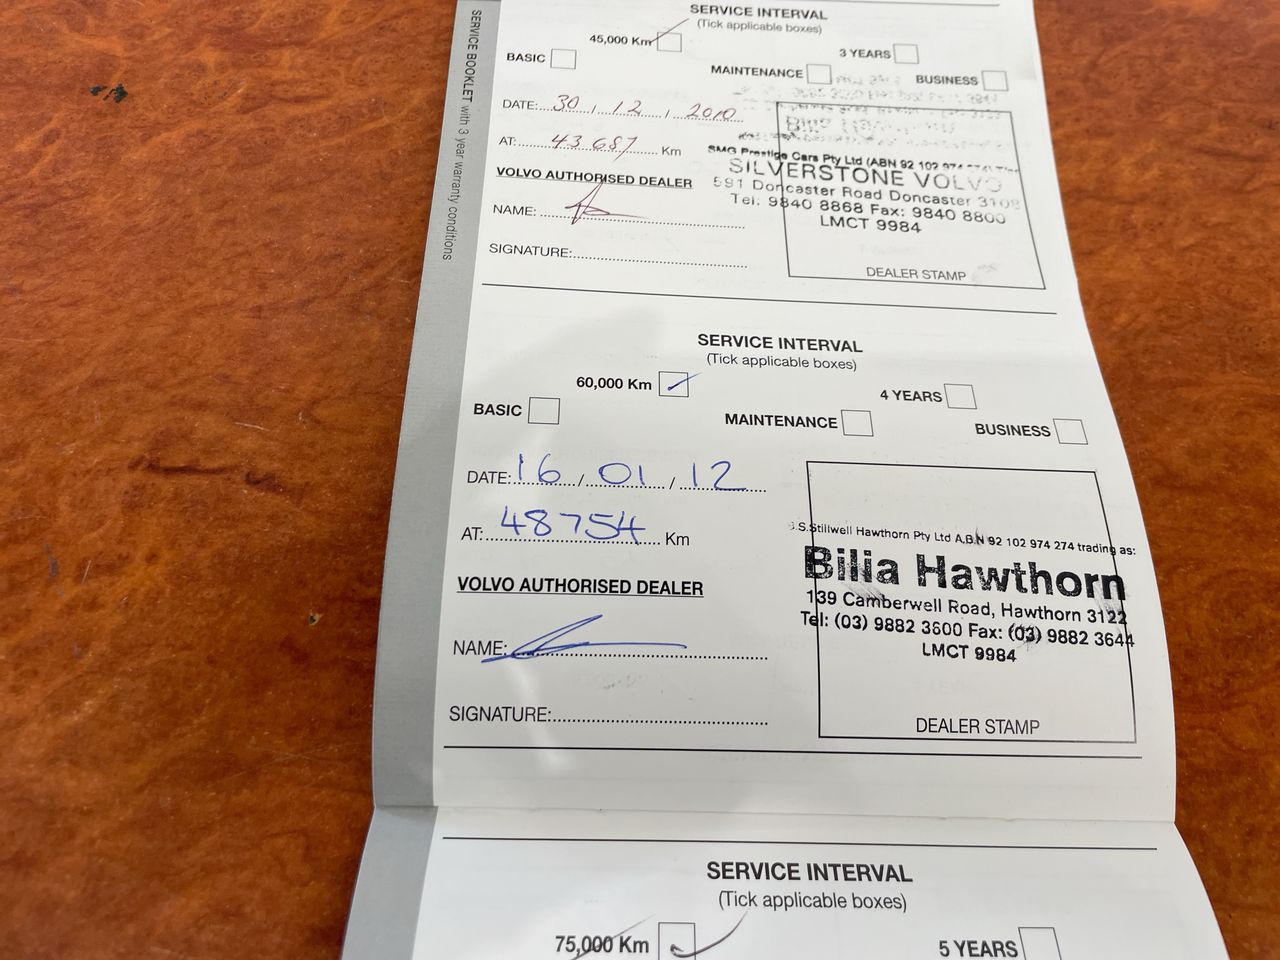 SERVICE BOOKLET with 3 year warranty conditions
SERVICE INTERVAL
(Tick applicable boxes)
45,000 Km
3 YEARS
BASIC
MAINTENANCE
BUSINESS
DATE: 30 / 12 / 2010
AT: 43 687 Km
VOLVO AUTHORISED DEALER
NAME:
SIGNATURE:
SMG Prestige Cars Pty Ltd (ABN 92 102 974
SILVERSTONE VOLVO
591 Doncaster Road Doncaster 3108
Tel: 9840 8868 Fax: 9840 8800
LMCT 9984
DEALER STAMP
SERVICE INTERVAL
(Tick applicable boxes)
60,000 Km
4 YEARS
BASIC
MAINTENANCE
BUSINESS
DATE: 16 / 01 / 12
AT: 48754 Km
VOLVO AUTHORISED DEALER
NAME:
SIGNATURE:
S.Stillwell Hawthorn Pty Ltd A.B.N 92 102 974 274 trading as:
Bilia Hawthorn
139 Camberwell Road, Hawthorn 3122
Tel: (03) 9882 3600 Fax: (03) 9882 3644
LMCT 9984
DEALER STAMP
SERVICE INTERVAL
(Tick applicable boxes)
75,000 Km
5 YEARS